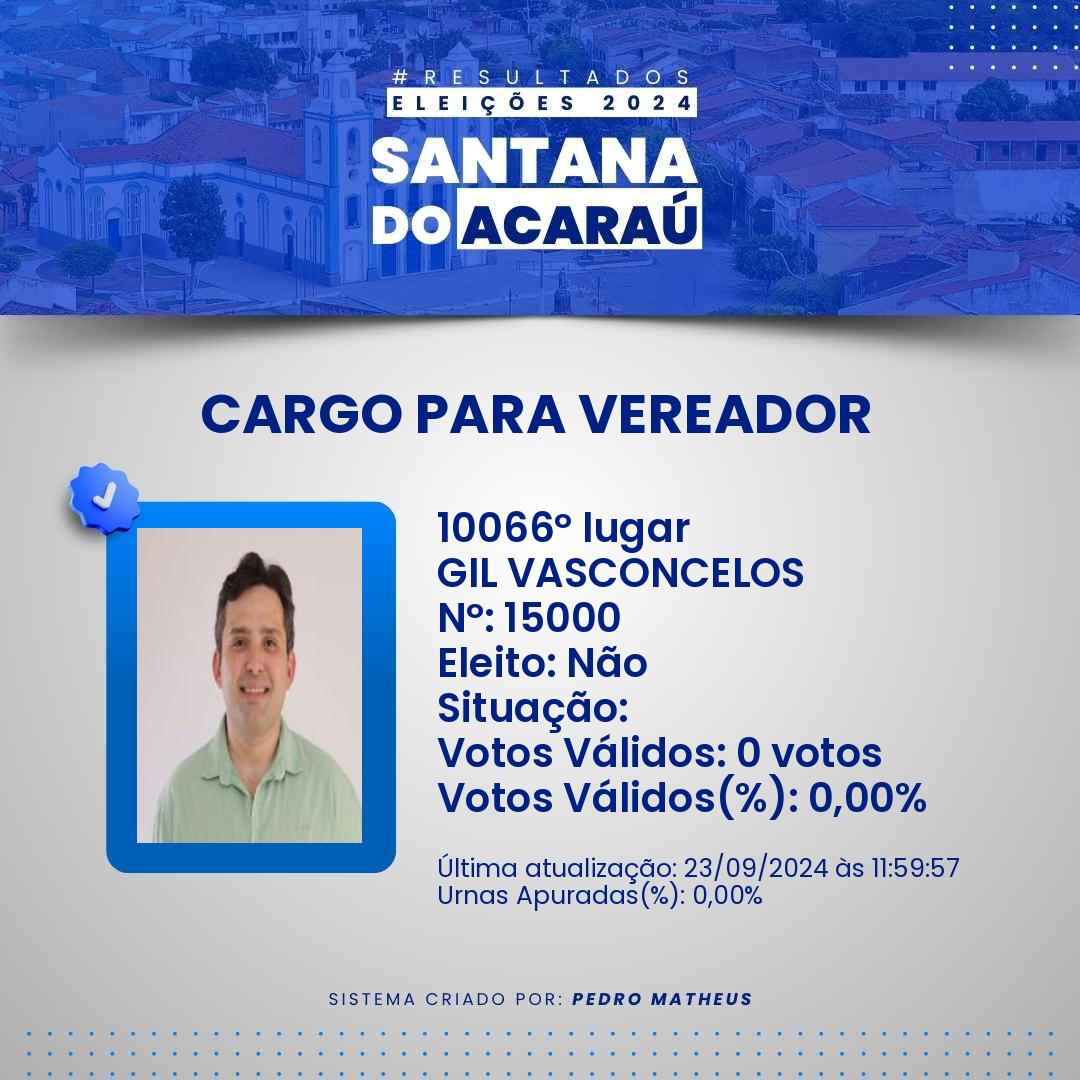 #RESULTADOS
ELEIÇÕES 2024
SANTANA
DO ACARAÚ
CARGO PARA VEREADOR
10066º lugar
GIL VASCONCELOS
Nº: 15000
Eleito: Não
Situação:
Votos Válidos: 0 votos
Votos Válidos(%): 0,00%
Última atualização: 23/09/2024 às 11:59:57
Urnas Apuradas(%): 0,00%
SISTEMA CRIADO POR: PEDRO MATHEUS